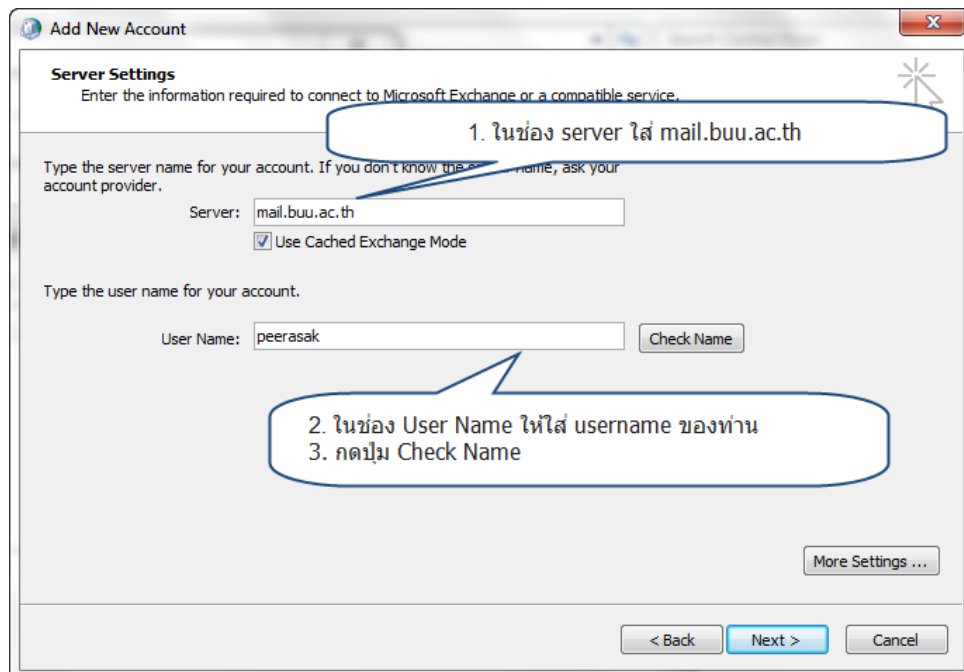 Add New Account
Server Settings
Enter the information required to connect to Microsoft Exchange or a compatible service.
1. ในช่อง server ใส่ mail.buu.ac.th
Type the server name for your account. If you don't know the name, ask your
account provider.
Server: mail.buu.ac.th
Use Cached Exchange Mode
Type the user name for your account.
User Name: peerasak Check Name
2. ในช่อง User Name ให้ใส่ username ของท่าน
3. กดปุ่ม Check Name
More Settings ...
< Back Next > Cancel